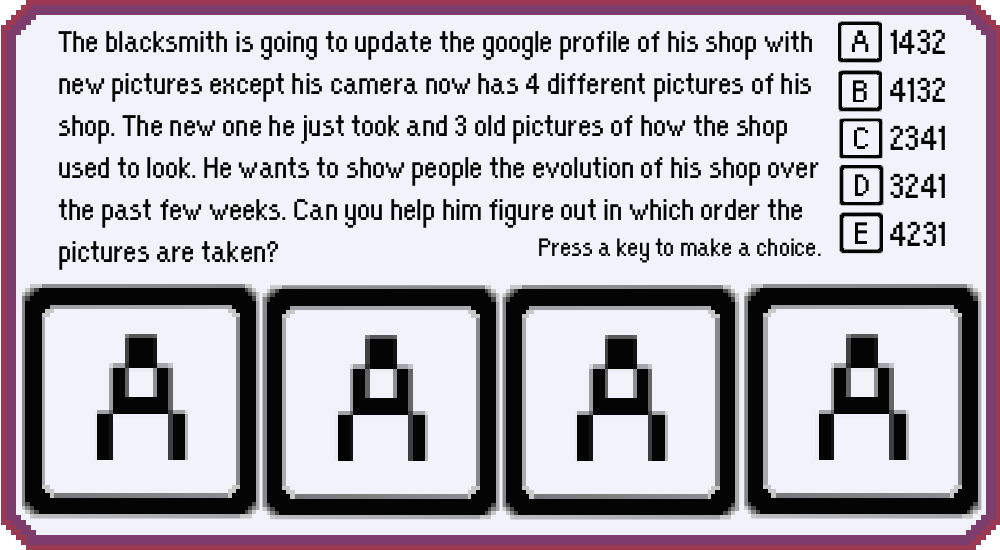 The blacksmith is going to update the google profile of his shop with
new pictures except his camera now has 4 different pictures of his
shop. The new one he just took and 3 old pictures of how the shop
used to look. He wants to show people the evolution of his shop over
the past few weeks. Can you help him figure out in which order the
pictures are taken?
Press a key to make a choice.
A 1432
B 4132
C 2341
D 3241
E 4231
A A A A